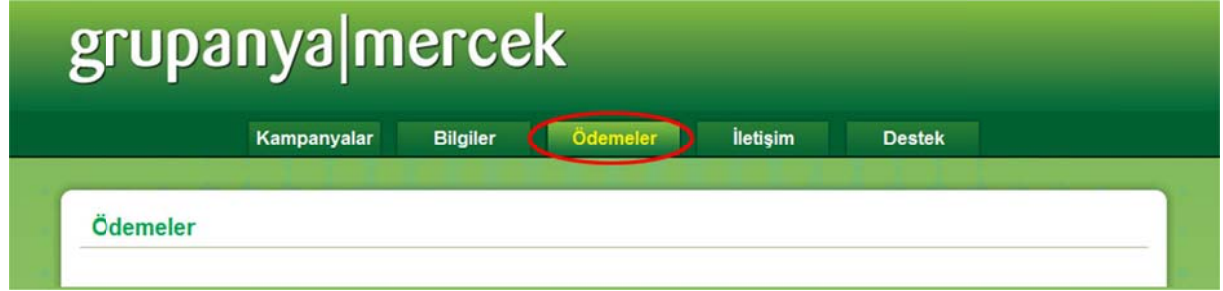 grupanya|mercek
Kampanyalar Bilgiler Ödemeler İletişim Destek
Ödemeler